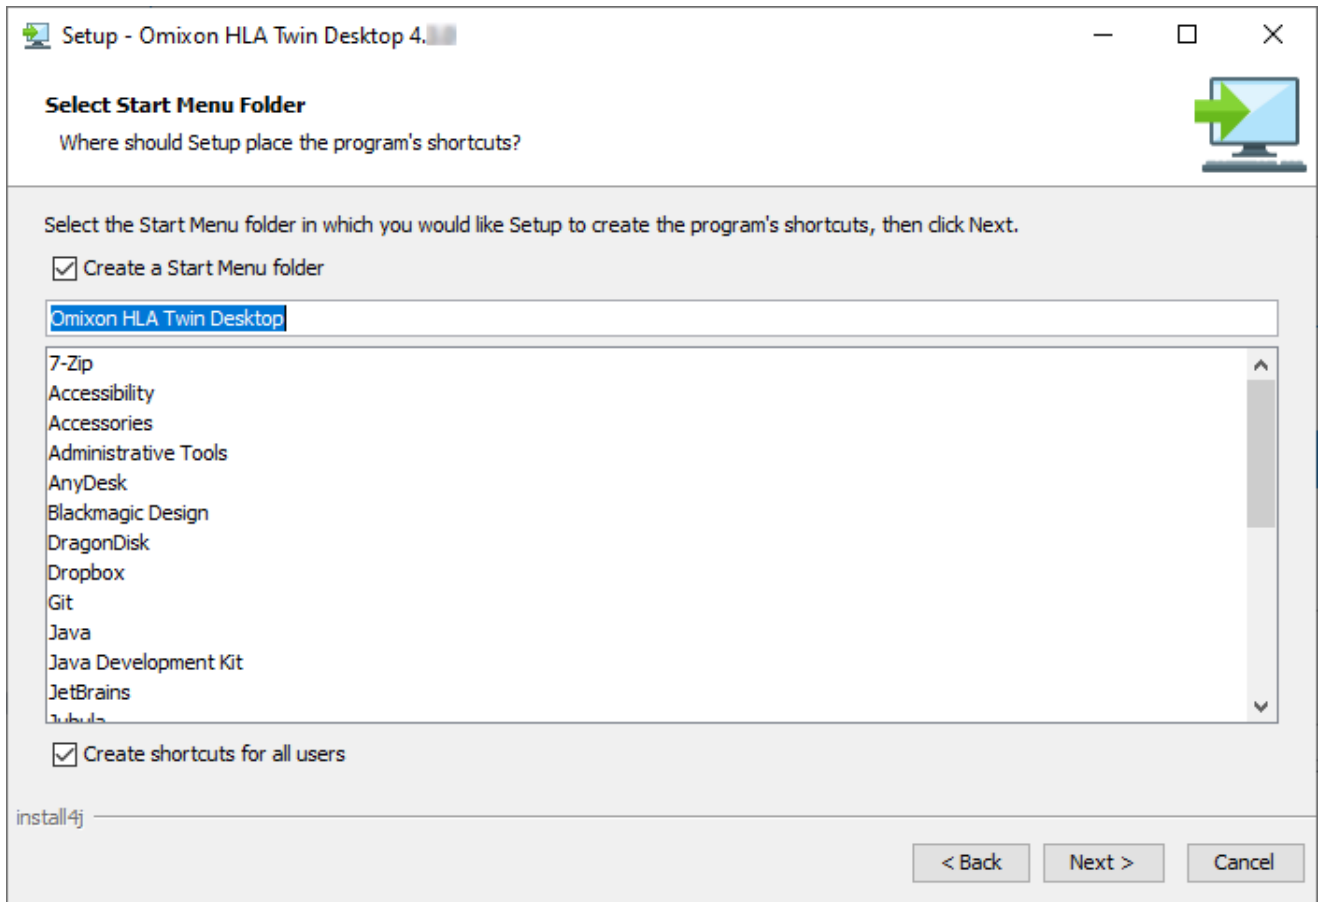 Setup - Omixon HLA Twin Desktop 4.
Select Start Menu Folder
Where should Setup place the program's shortcuts?
Select the Start Menu folder in which you would like Setup to create the program's shortcuts, then click Next.
Create a Start Menu folder
Omixon HLA Twin Desktop
7-Zip
Accessibility
Accessories
Administrative Tools
AnyDesk
Blackmagic Design
DragonDisk
Dropbox
Git
Java
Java Development Kit
JetBrains
Create shortcuts for all users
install4j
< Back Next > Cancel